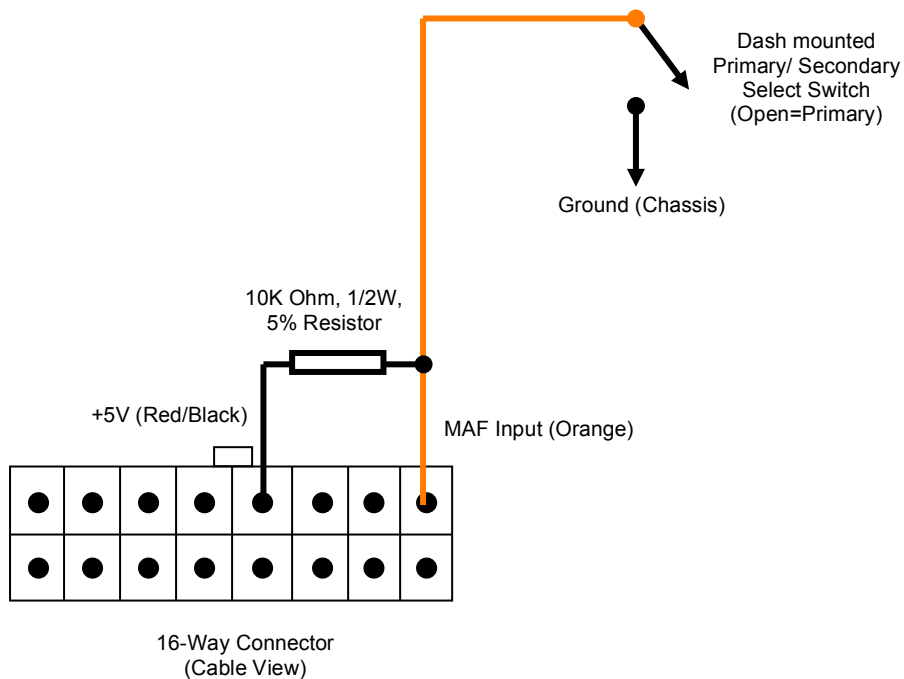 Dash mounted
Primary/ Secondary
Select Switch
(Open=Primary)
Ground (Chassis)
10K Ohm, 1/2W,
5% Resistor
+5V (Red/Black)
MAF Input (Orange)
16-Way Connector
(Cable View)